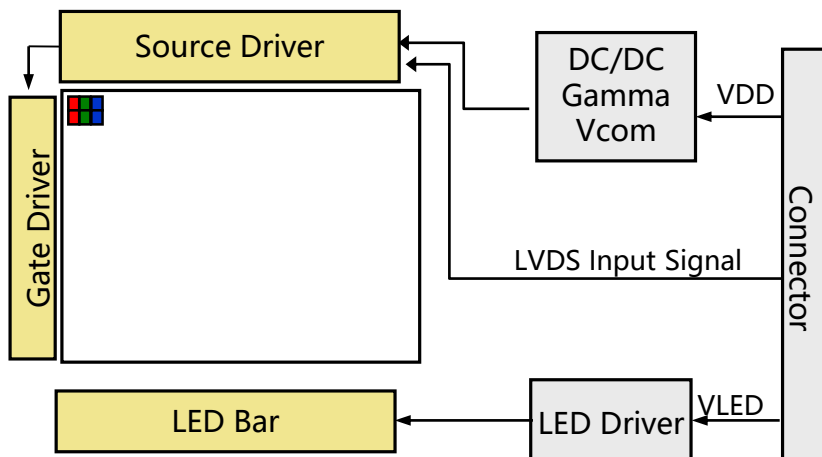 Source Driver
DC/DC
Gamma
Vcom
VDD
Gate Driver
Connector
LVDS Input Signal
LED Bar
LED Driver
VLED